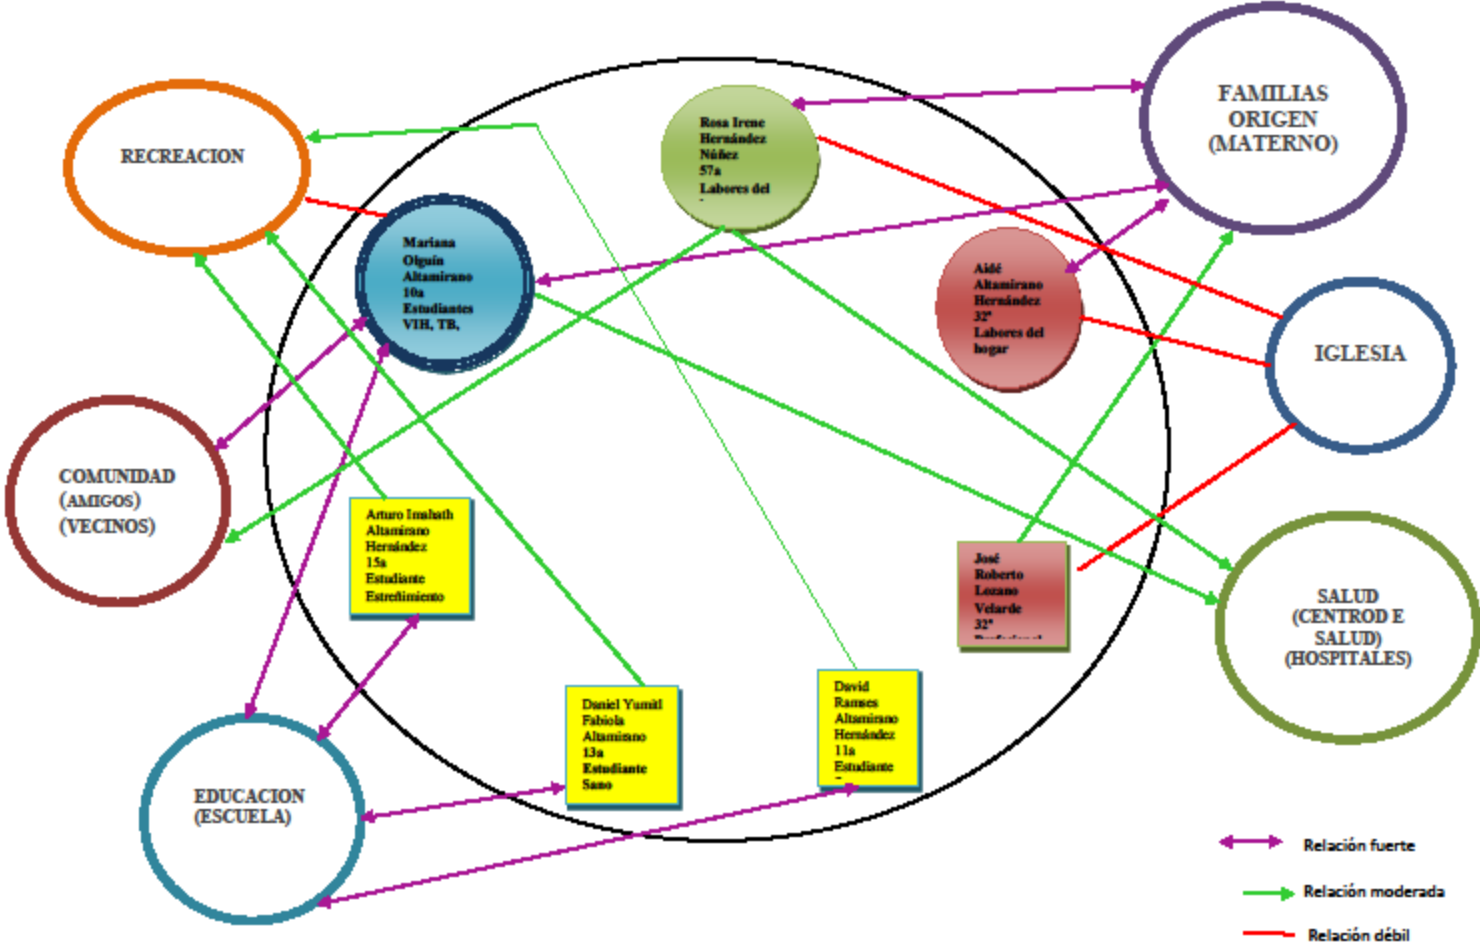 FAMILIAS
ORIGEN
(MATERNO)
RECREACION
Rosa Irene
Hernández
Núñez
57a
Labores del
Mariana
Olguín
Altamirano
10a
Estudiantes
VIH, TB,
Aidé
Altamirano
Hernández
32ª
Labores del
hogar
IGLESIA
COMUNIDAD
(AMIGOS)
(VECINOS)
Arturo Imahath
Altamirano
Hernández
15a
Estudiante
Estreñimiento
José
Roberto
Lozano
Velarde
32ª
SALUD
(CENTROD E
SALUD)
(HOSPITALES)
Daniel Yumitl
Fabiola
Altamirano
13a
Estudiante
Sano
David
Ramses
Altamirano
Hernández
11a
Estudiante
EDUCACION
(ESCUELA)
Relación fuerte
Relación moderada
Relación débil